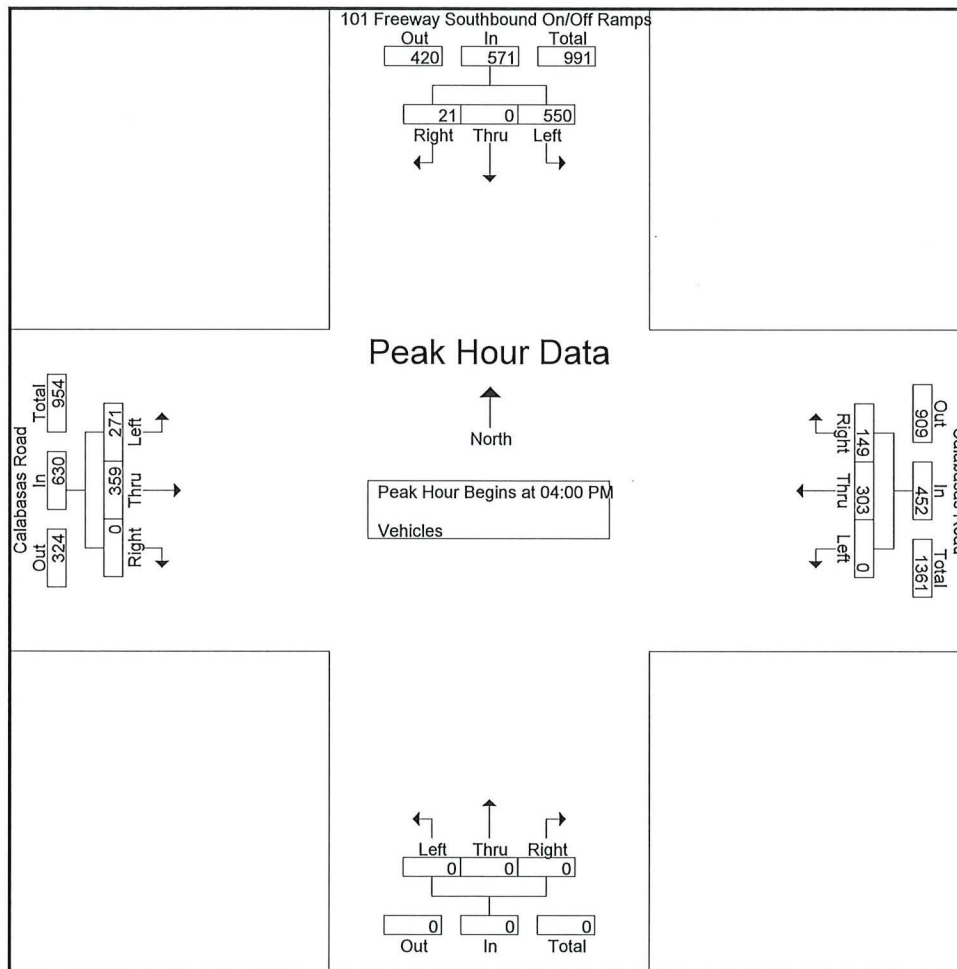 101 Freeway Southbound On/Off Ramps
Out In Total
420 571 991
21 0 550
Right Thru Left
Peak Hour Data
North
Peak Hour Begins at 04:00 PM
Vehicles
Calabasas Road
Total In Out
954 630 324
271 359 0
Left Thru Right
Right Thru Left
149 303 0
909 452 1361
Out In Total
Road
Left Thru Right
0 0 0
0 0 0
Out In Total